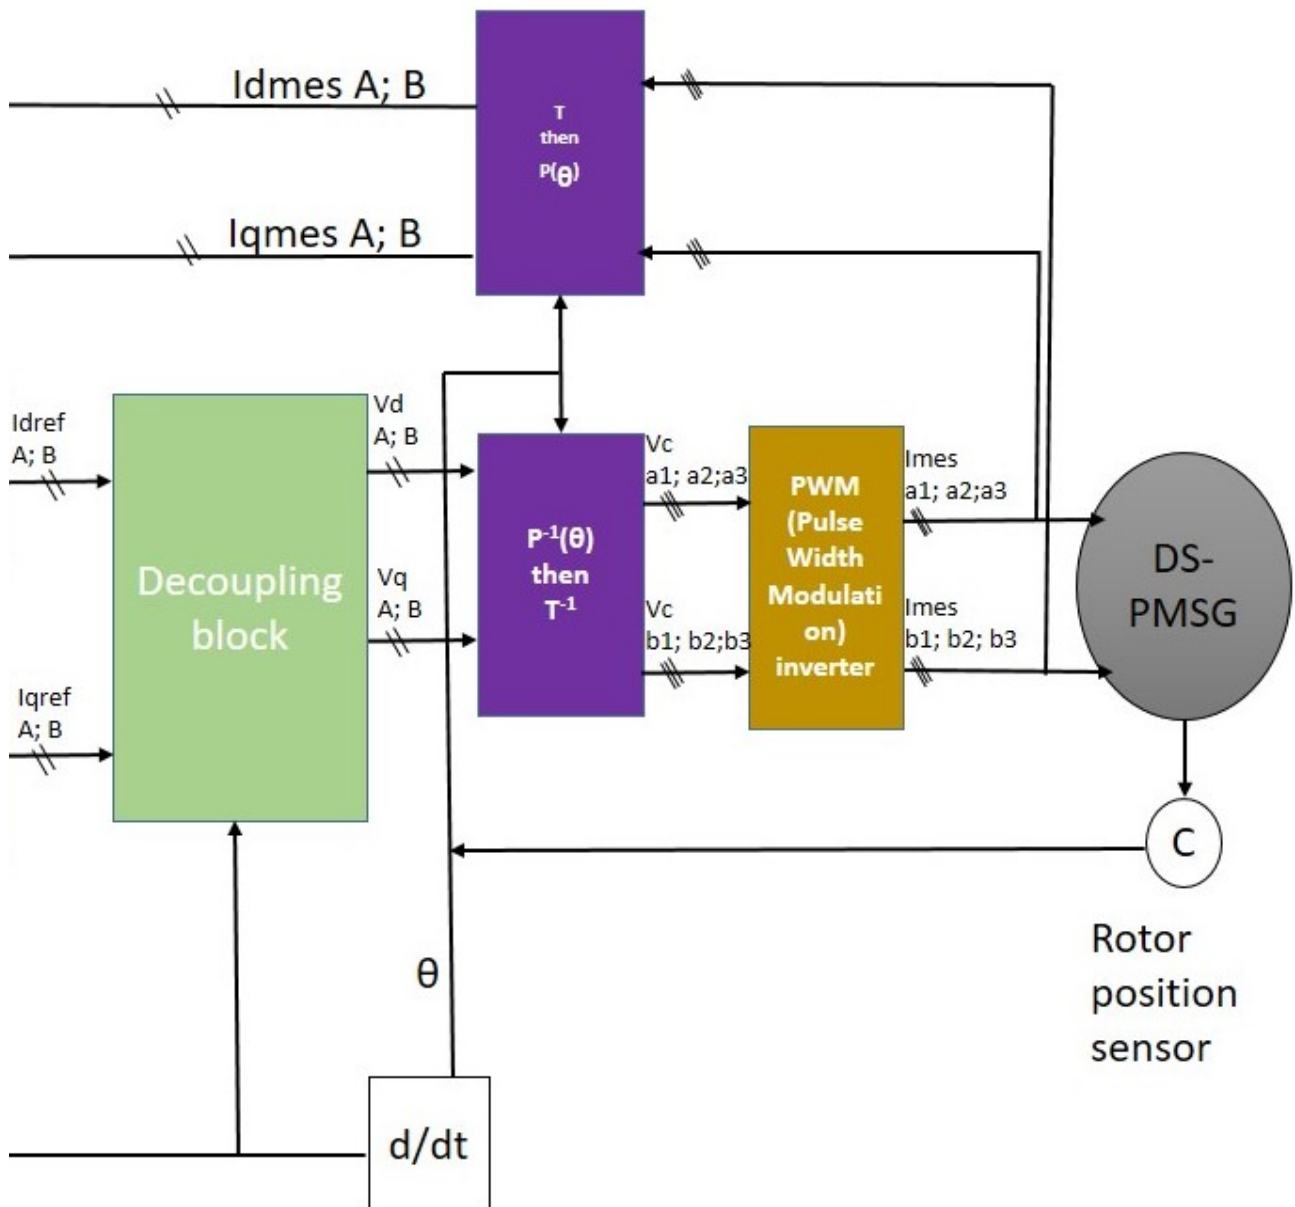 Idmes A; B
T
then
P(θ)
Iqmes A; B
Idref
A; B
Vd
A; B
Decoupling
block
Vq
A; B
Iqref
A; B
P⁻¹(θ)
then
T⁻¹
Vc
a1; a2;a3
Vc
b1; b2;b3
PWM
(Pulse
Width
Modulati
on)
inverter
Imes
a1; a2;a3
Imes
b1; b2; b3
DS-
PMSG
C
Rotor
position
sensor
θ
d/dt